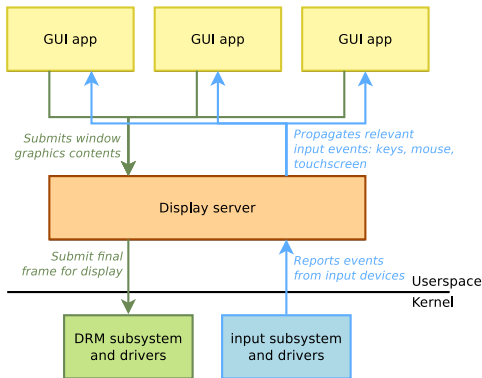 GUI app
GUI app
GUI app
Submits window
graphics contents
Propagates relevant
input events: keys, mouse,
touchscreen
Display server
Submit final
frame for display
Reports events
from input devices
Userspace
Kernel
DRM subsystem
and drivers
input subsystem
and drivers